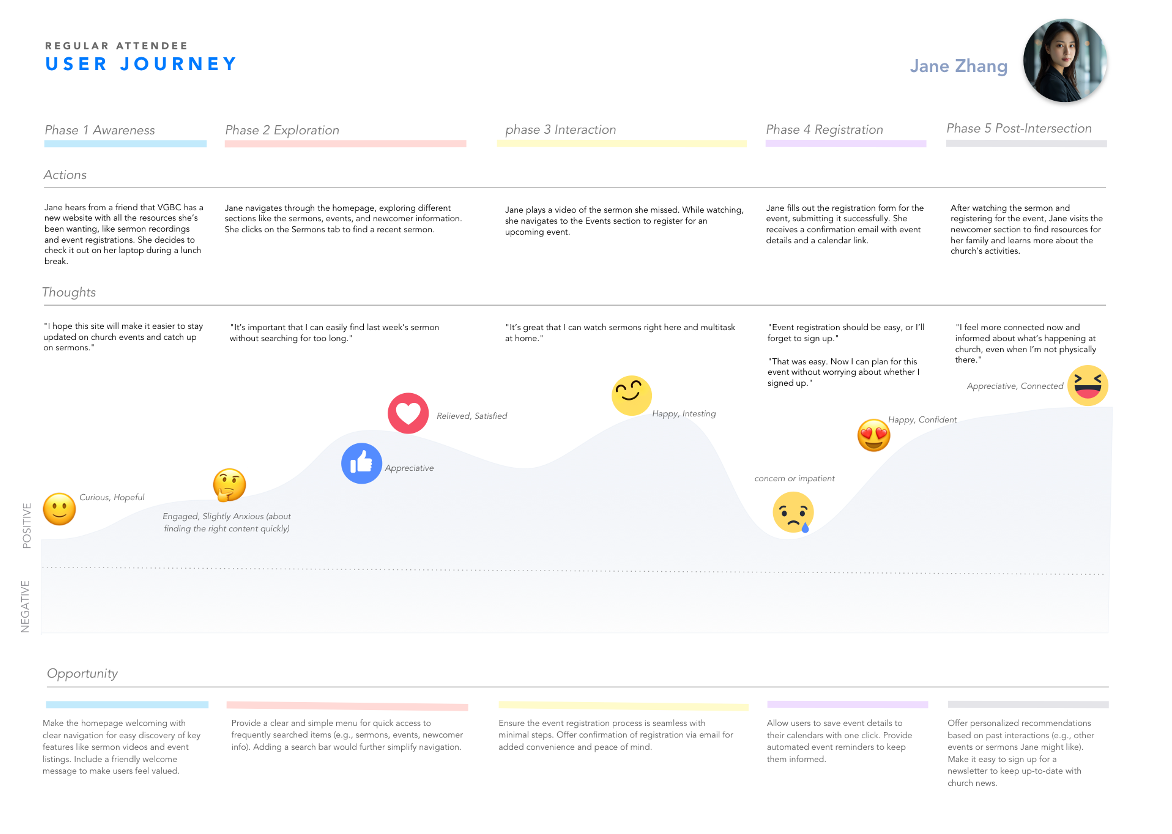 REGULAR ATTENDEE
USER JOURNEY
Jane Zhang
Phase 1 Awareness
Phase 2 Exploration
phase 3 Interaction
Phase 4 Registration
Phase 5 Post-Intersection
Actions
Jane hears from a friend that VGBC has a
new website with all the resources she's
been wanting, like sermon recordings
and event registrations. She decides to
check it out on her laptop during a lunch
break.
Jane navigates through the homepage, exploring different
sections like the sermons, events, and newcomer information.
She clicks on the Sermons tab to find a recent sermon.
Jane plays a video of the sermon she missed. While watching,
she navigates to the Events section to register for an
upcoming event.
Jane fills out the registration form for the
event, submitting it successfully. She
receives a confirmation email with event
details and a calendar link.
After watching the sermon and
registering for the event, Jane visits the
newcomer section to find resources for
her family and learns more about the
church's activities.
Thoughts
"I hope this site will make it easier to stay
updated on church events and catch up
on sermons."
"It's important that I can easily find last week's sermon
without searching for too long."
"It's great that I can watch sermons right here and multitask
at home."
"Event registration should be easy, or I'll
forget to sign up."
"That was easy. Now I can plan for this
event without worrying about whether I
signed up."
"I feel more connected now and
informed about what's happening at
church, even when I'm not physically
there."
Appreciative, Connected
Relieved, Satisfied
Happy, Intesting
Happy, Confident
Appreciative
concern or impatient
Curious, Hopeful
Engaged, Slightly Anxious (about
finding the right content quickly)
POSITIVE
NEGATIVE
Opportunity
Make the homepage welcoming with
clear navigation for easy discovery of key
features like sermon videos and event
listings. Include a friendly welcome
message to make users feel valued.
Provide a clear and simple menu for quick access to
frequently searched items (e.g., sermons, events, newcomer
info). Adding a search bar would further simplify navigation.
Ensure the event registration process is seamless with
minimal steps. Offer confirmation of registration via email for
added convenience and peace of mind.
Allow users to save event details to
their calendars with one click. Provide
automated event reminders to keep
them informed.
Offer personalized recommendations
based on past interactions (e.g., other
events or sermons Jane might like).
Make it easy to sign up for a
newsletter to keep up-to-date with
church news.